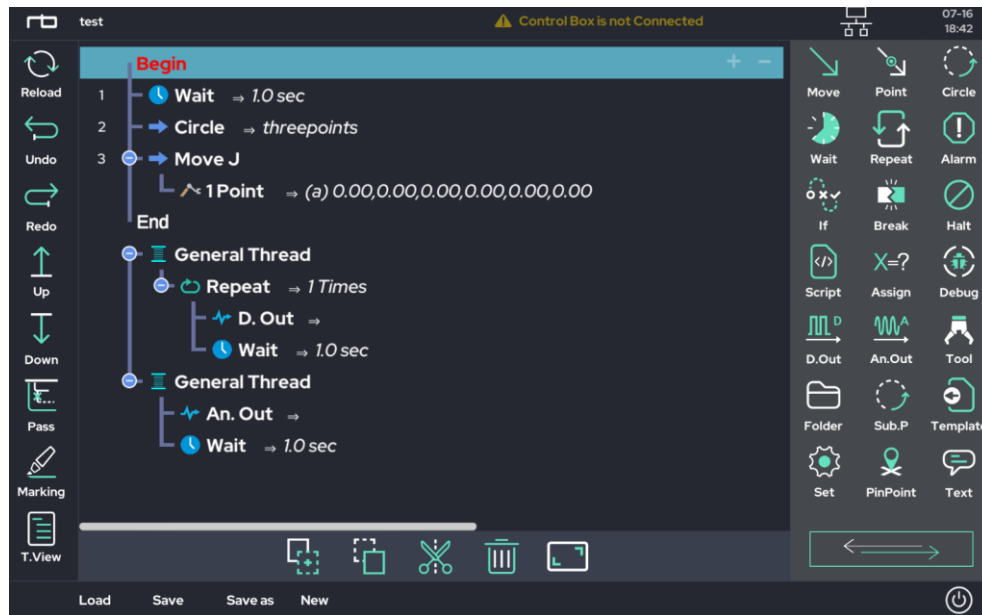 rb test ⚠ Control Box is not Connected 07-16
18:42
Reload
Undo
Redo
Up
Down
Pass
Marking
T.View
Begin + −
1 Wait ⇒ 1.0 sec
2 Circle ⇒ threepoints
3 Move J
1 Point ⇒ (a) 0.00,0.00,0.00,0.00,0.00,0.00
End
General Thread
Repeat ⇒ 1 Times
D. Out ⇒
Wait ⇒ 1.0 sec
General Thread
An. Out ⇒
Wait ⇒ 1.0 sec
Move Point Circle
Wait Repeat Alarm
If Break Halt
</>
X=?
Script Assign Debug
D A
D.Out An.Out Tool
Folder Sub.P Template
Set PinPoint Text
Load Save Save as New